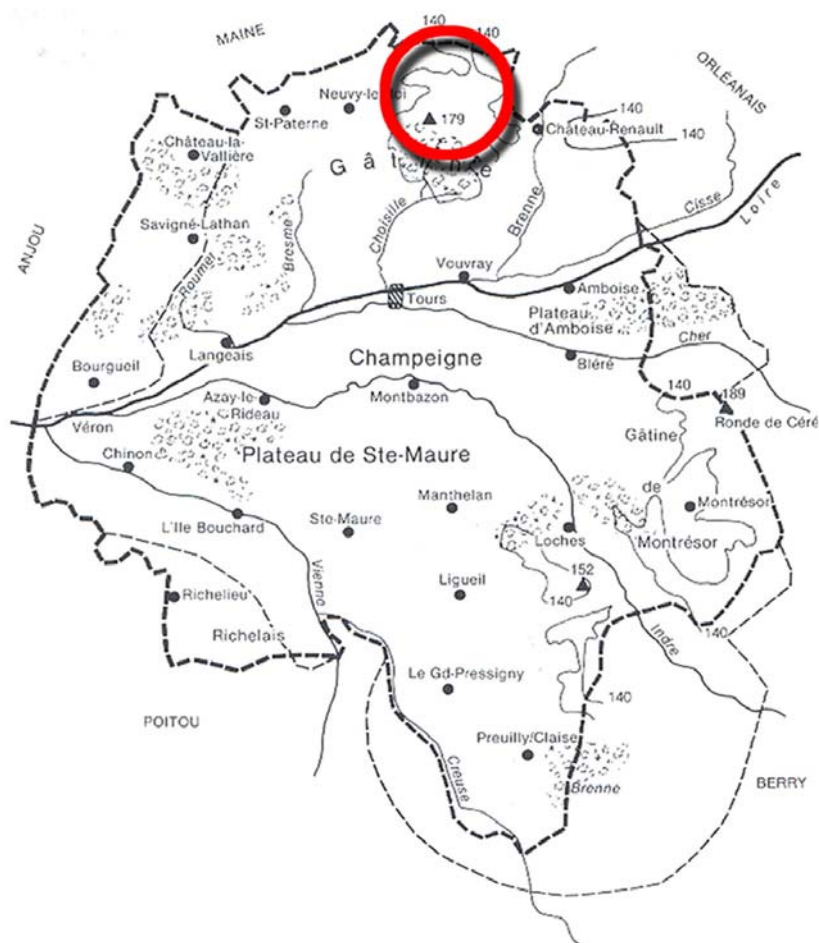 MAINE
140
140
ORLÉANAIS
Neuvy-le-Roi
St-Paterne
179
140
Château-Renault
140
Château-la-
Vallière
Gâtine
Savigné-Lathan
Choisille
Brenne
Cisse
Loire
ANJOU
Bresme
Roumer
Vouvray
Amboise
Tours
Plateau
d'Amboise
Langeais
Cher
Champeigne
Bléré
Bourgueil
Azay-le-
Rideau
Montbazon
140
189
Ronde de Céré
Véron
Gâtine
Chinon
Plateau de Ste-Maure
de
Manthelan
Montrésor
L'Ile Bouchard
Ste-Maure
Loches
Montrésor
Vienne
152
Richelieu
Ligueil
140
Richelais
Indre
140
Le Gd-Pressigny
140
POITOU
Preuilly/Claise
Creuse
Brenne
BERRY